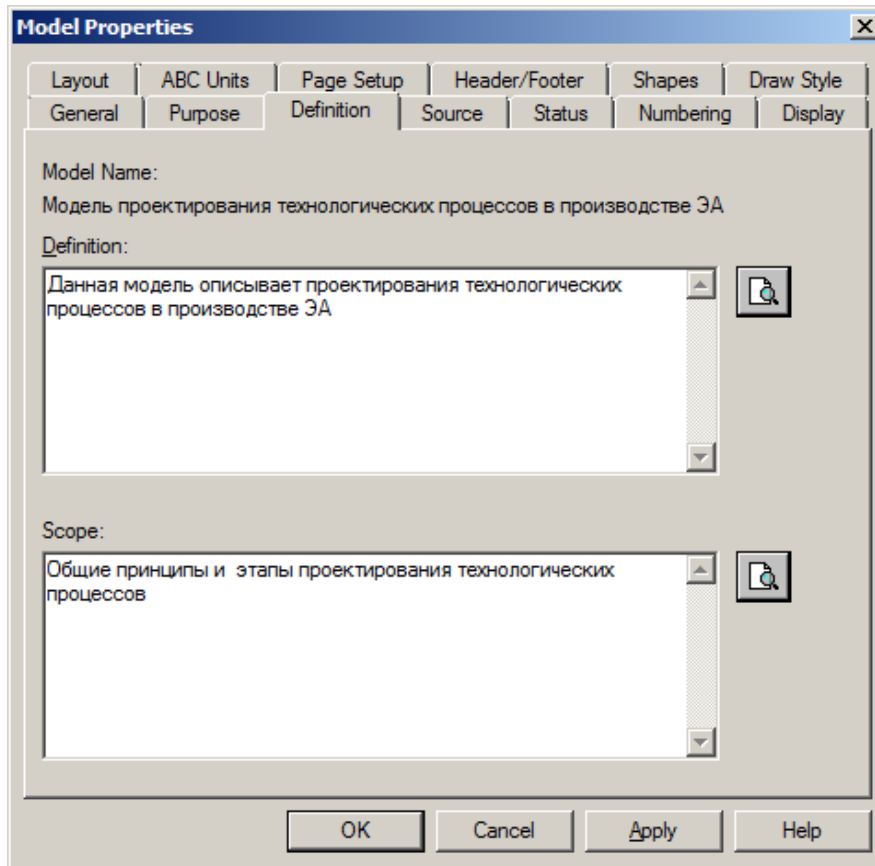 Model Properties
Layout ABC Units Page Setup Header/Footer Shapes Draw Style
General Purpose Definition Source Status Numbering Display
Model Name:
Модель проектирования технологических процессов в производстве ЭА
Definition:
Данная модель описывает проектирования технологических
процессов в производстве ЭА
Scope:
Общие принципы и этапы проектирования технологических
процессов
OK Cancel Apply Help